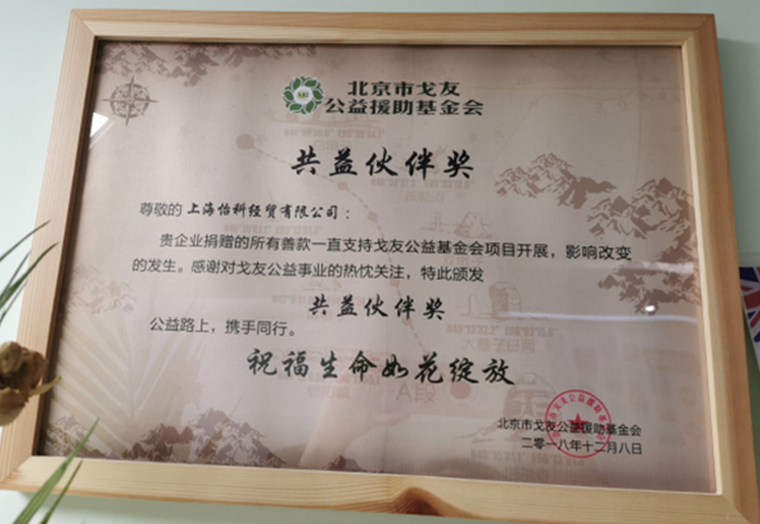 北京市戈友
公益援助基金会
共益伙伴奖
尊敬的上海怡科经贸有限公司：
贵企业捐赠的所有善款一直支持戈友公益基金会项目开展，影响改变
的发生。感谢对戈友公益事业的热忱关注，特此颁发
共益伙伴奖
公益路上，携手同行。
祝福生命如花绽放
北京市戈友公益援助基金会
二零一八年十二月八日
A段